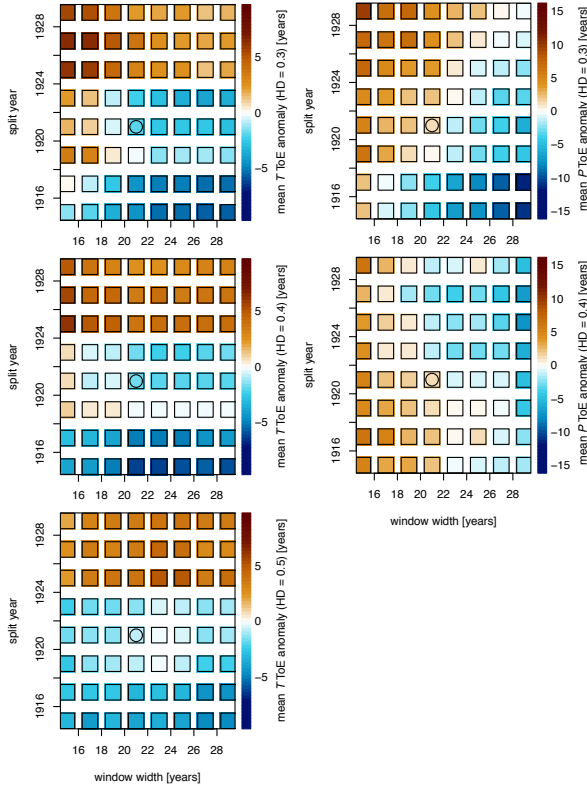 1916 1920 1924 1928
split year
16 18 20 22 24 26 28
5
0
−5
mean T ToE anomaly (HD = 0.3) [years]
1916 1920 1924 1928
split year
16 18 20 22 24 26 28
15
10
5
0
−5
−10
−15
mean P ToE anomaly (HD = 0.3) [years]
1916 1920 1924 1928
split year
16 18 20 22 24 26 28
5
0
−5
mean T ToE anomaly (HD = 0.4) [years]
1916 1920 1924 1928
split year
16 18 20 22 24 26 28
window width [years]
15
10
5
0
−5
−10
−15
mean P ToE anomaly (HD = 0.4) [years]
1916 1920 1924 1928
split year
16 18 20 22 24 26 28
window width [years]
5
0
−5
mean T ToE anomaly (HD = 0.5) [years]